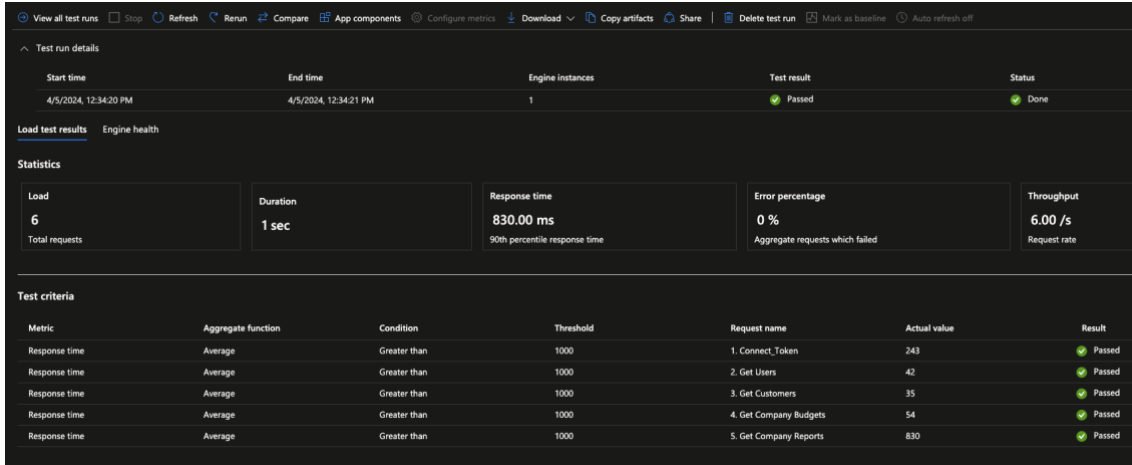 View all test runs Stop Refresh Rerun Compare App components Configure metrics Download Copy artifacts Share Delete test run Mark as baseline Auto refresh off
Test run details
Start time End time Engine instances Test result Status
4/5/2024, 12:34:20 PM 4/5/2024, 12:34:21 PM 1 Passed Done
Load test results Engine health
Statistics
Load Duration Response time Error percentage Throughput
6 1 sec 830.00 ms 0 % 6.00 /s
Total requests 90th percentile response time Aggregate requests which failed Request rate
Test criteria
Metric Aggregate function Condition Threshold Request name Actual value Result
Response time Average Greater than 1000 1. Connect_Token 243 Passed
Response time Average Greater than 1000 2. Get Users 42 Passed
Response time Average Greater than 1000 3. Get Customers 35 Passed
Response time Average Greater than 1000 4. Get Company Budgets 54 Passed
Response time Average Greater than 1000 5. Get Company Reports 830 Passed